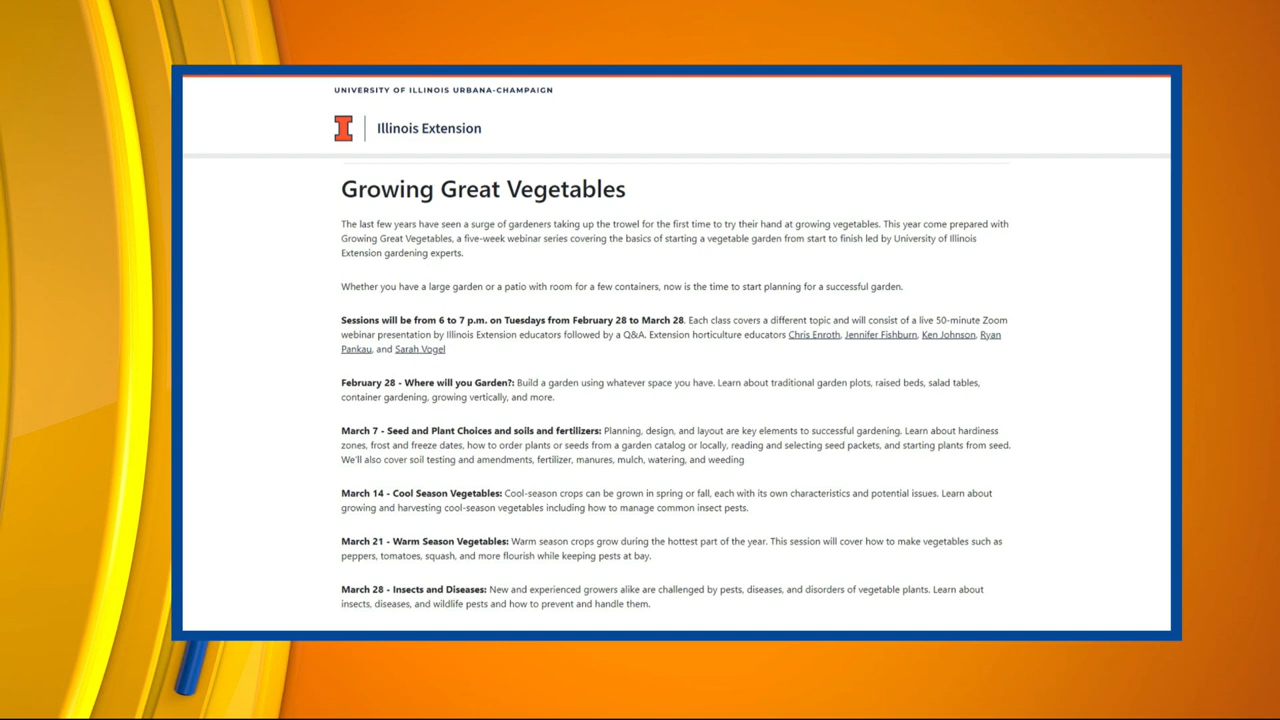 UNIVERSITY OF ILLINOIS URBANA-CHAMPAIGN
I
Illinois Extension
Growing Great Vegetables
The last few years have seen a surge of gardeners taking up the trowel for the first time to try their hand at growing vegetables. This year come prepared with
Growing Great Vegetables, a five-week webinar series covering the basics of starting a vegetable garden from start to finish led by University of Illinois
Extension gardening experts.
Whether you have a large garden or a patio with room for a few containers, now is the time to start planning for a successful garden.
Sessions will be from 6 to 7 p.m. on Tuesdays from February 28 to March 28. Each class covers a different topic and will consist of a live 50-minute Zoom
webinar presentation by Illinois Extension educators followed by a Q&A. Extension horticulture educators Chris Enroth, Jennifer Fishburn, Ken Johnson, Ryan
Pankau, and Sarah Vogel
February 28 - Where will you Garden?: Build a garden using whatever space you have. Learn about traditional garden plots, raised beds, salad tables,
container gardening, growing vertically, and more.
March 7 - Seed and Plant Choices and soils and fertilizers: Planning, design, and layout are key elements to successful gardening. Learn about hardiness
zones, frost and freeze dates, how to order plants or seeds from a garden catalog or locally, reading and selecting seed packets, and starting plants from seed.
We'll also cover soil testing and amendments, fertilizer, manures, mulch, watering, and weeding
March 14 - Cool Season Vegetables: Cool-season crops can be grown in spring or fall, each with its own characteristics and potential issues. Learn about
growing and harvesting cool-season vegetables including how to manage common insect pests.
March 21 - Warm Season Vegetables: Warm season crops grow during the hottest part of the year. This session will cover how to make vegetables such as
peppers, tomatoes, squash, and more flourish while keeping pests at bay.
March 28 - Insects and Diseases: New and experienced growers alike are challenged by pests, diseases, and disorders of vegetable plants. Learn about
insects, diseases, and wildlife pests and how to prevent and handle them.